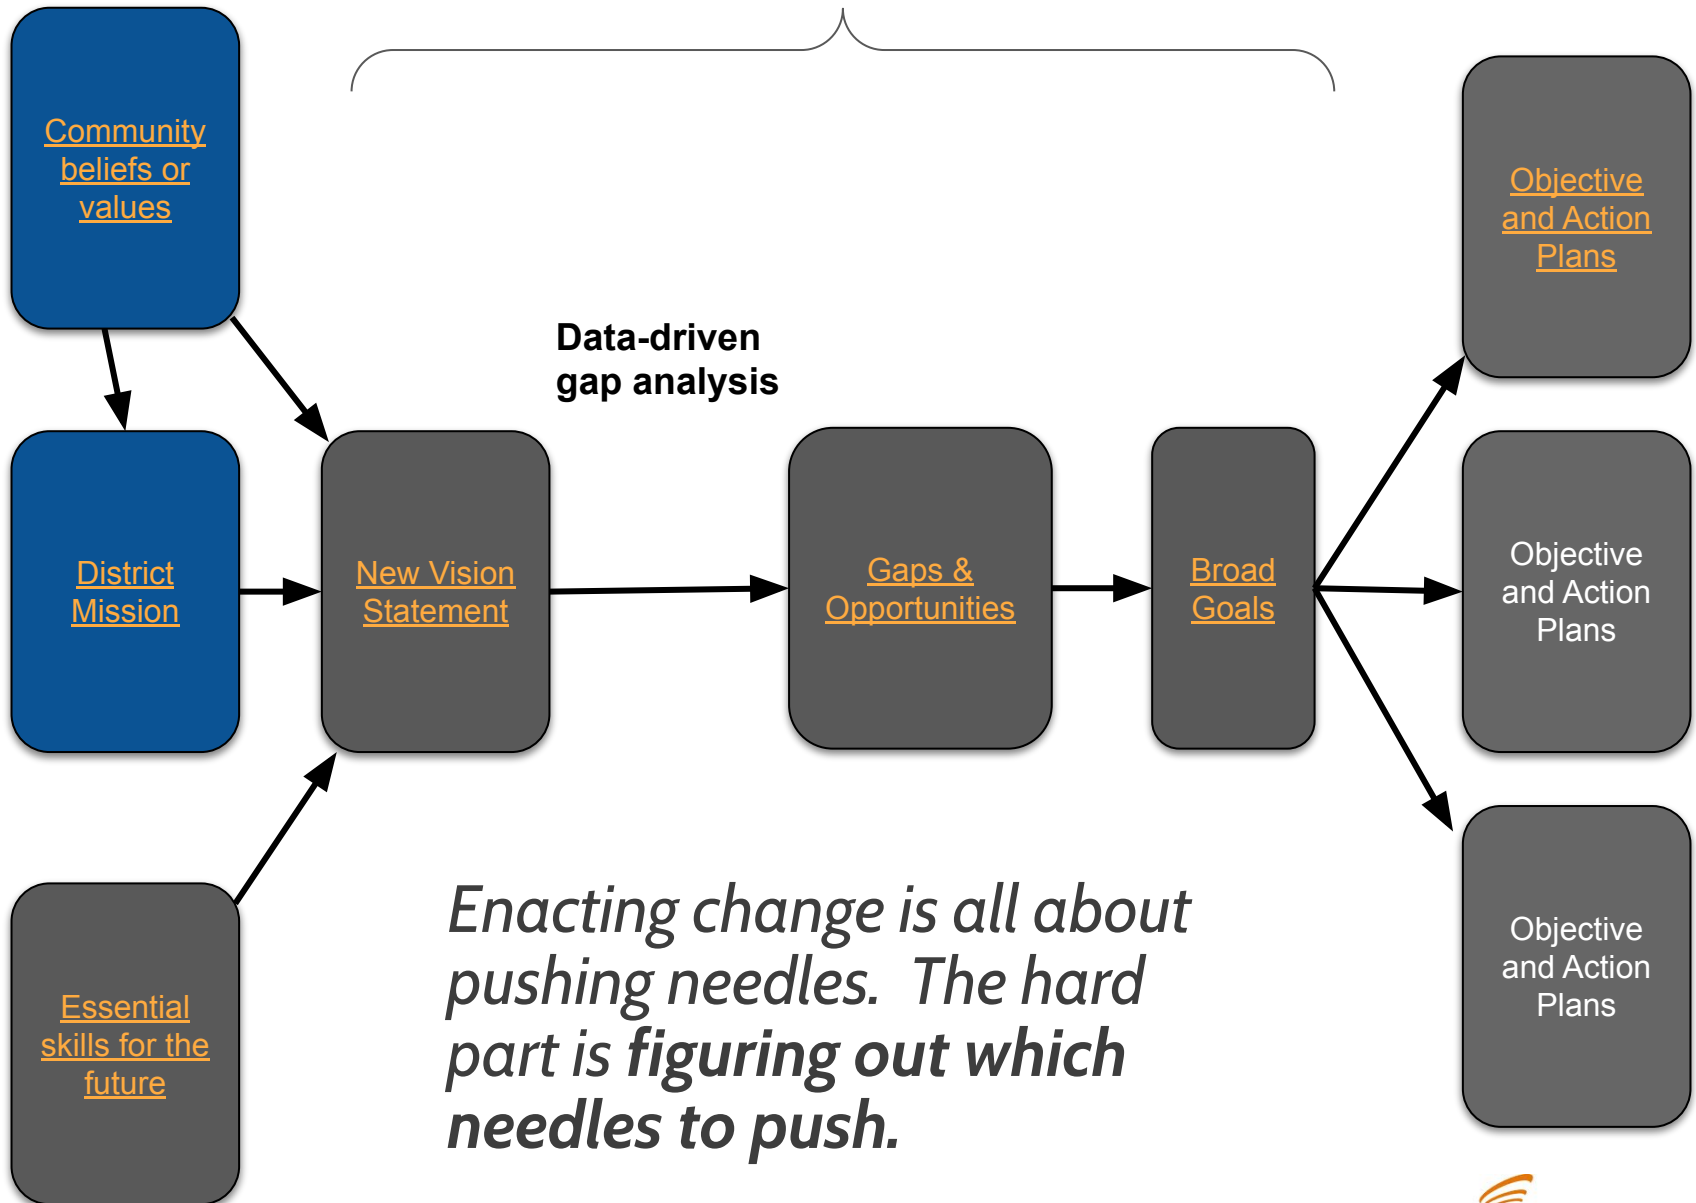 Community
beliefs or
values
Objective
and Action
Plans
Data-driven
gap analysis
District
Mission
New Vision
Statement
Gaps &
Opportunities
Broad
Goals
Objective
and Action
Plans
Essential
skills for the
future
Enacting change is all about
pushing needles.  The hard
part is figuring out which
needles to push.
Objective
and Action
Plans